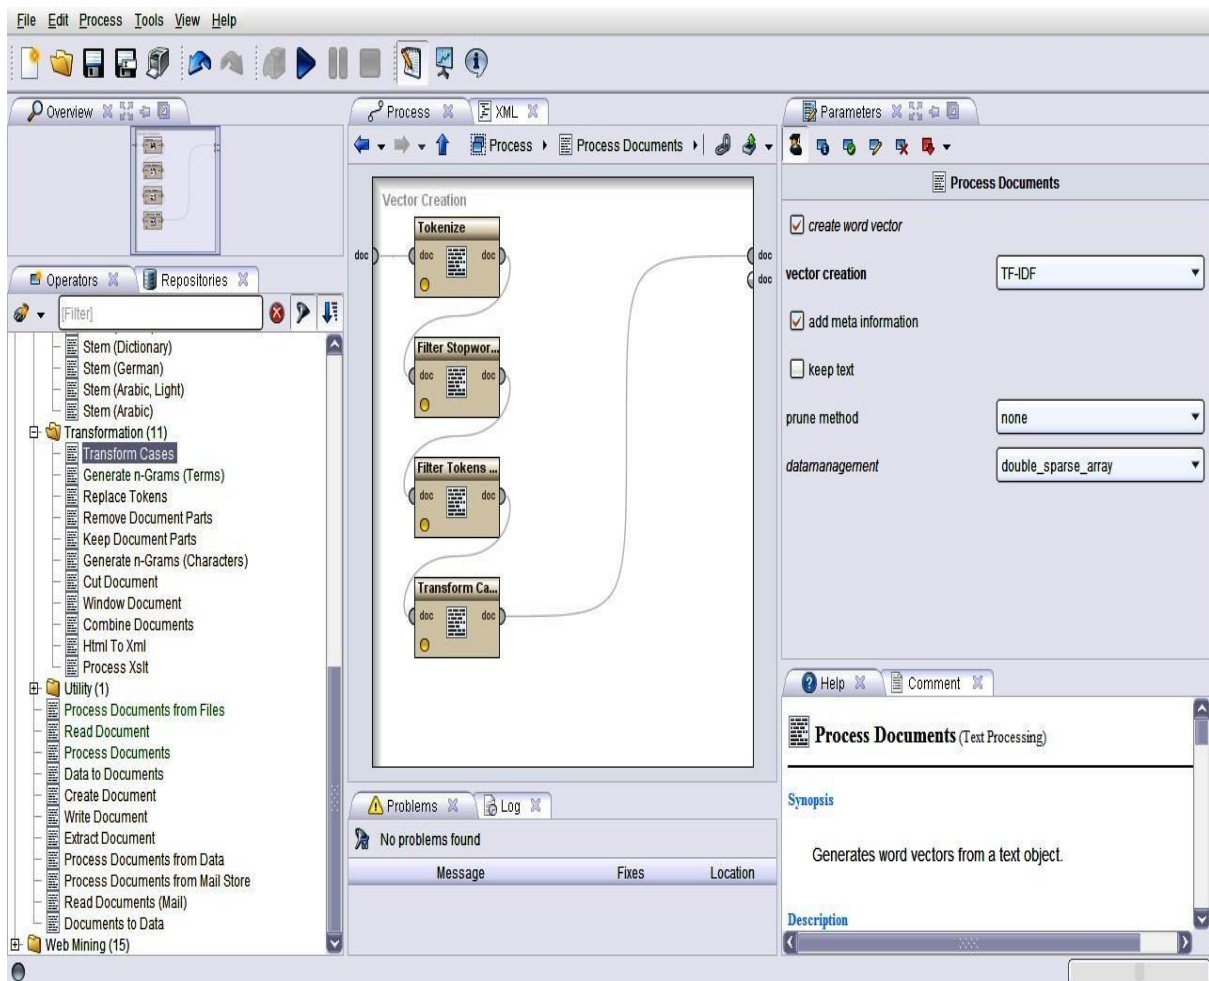 File Edit Process Tools View Help
Overview
Process XML
Process Process Documents
Vector Creation
Tokenize
doc doc doc doc
doc
Filter Stopwor...
doc doc
Filter Tokens ...
doc doc
Transform Ca...
doc doc
Operators Repositories
[Filter]
Stem (Dictionary)
Stem (German)
Stem (Arabic, Light)
Stem (Arabic)
Transformation (11)
Transform Cases
Generate n-Grams (Terms)
Replace Tokens
Remove Document Parts
Keep Document Parts
Generate n-Grams (Characters)
Cut Document
Window Document
Combine Documents
Html To Xml
Process Xslt
Utility (1)
Process Documents from Files
Read Document
Process Documents
Data to Documents
Create Document
Write Document
Extract Document
Process Documents from Data
Process Documents from Mail Store
Read Documents (Mail)
Documents to Data
Web Mining (15)
Problems Log
No problems found
Message Fixes Location
Parameters
Process Documents
create word vector
vector creation TF-IDF
add meta information
keep text
prune method none
datamanagement double_sparse_array
Help Comment
Process Documents (Text Processing)
Synopsis
Generates word vectors from a text object.
Description